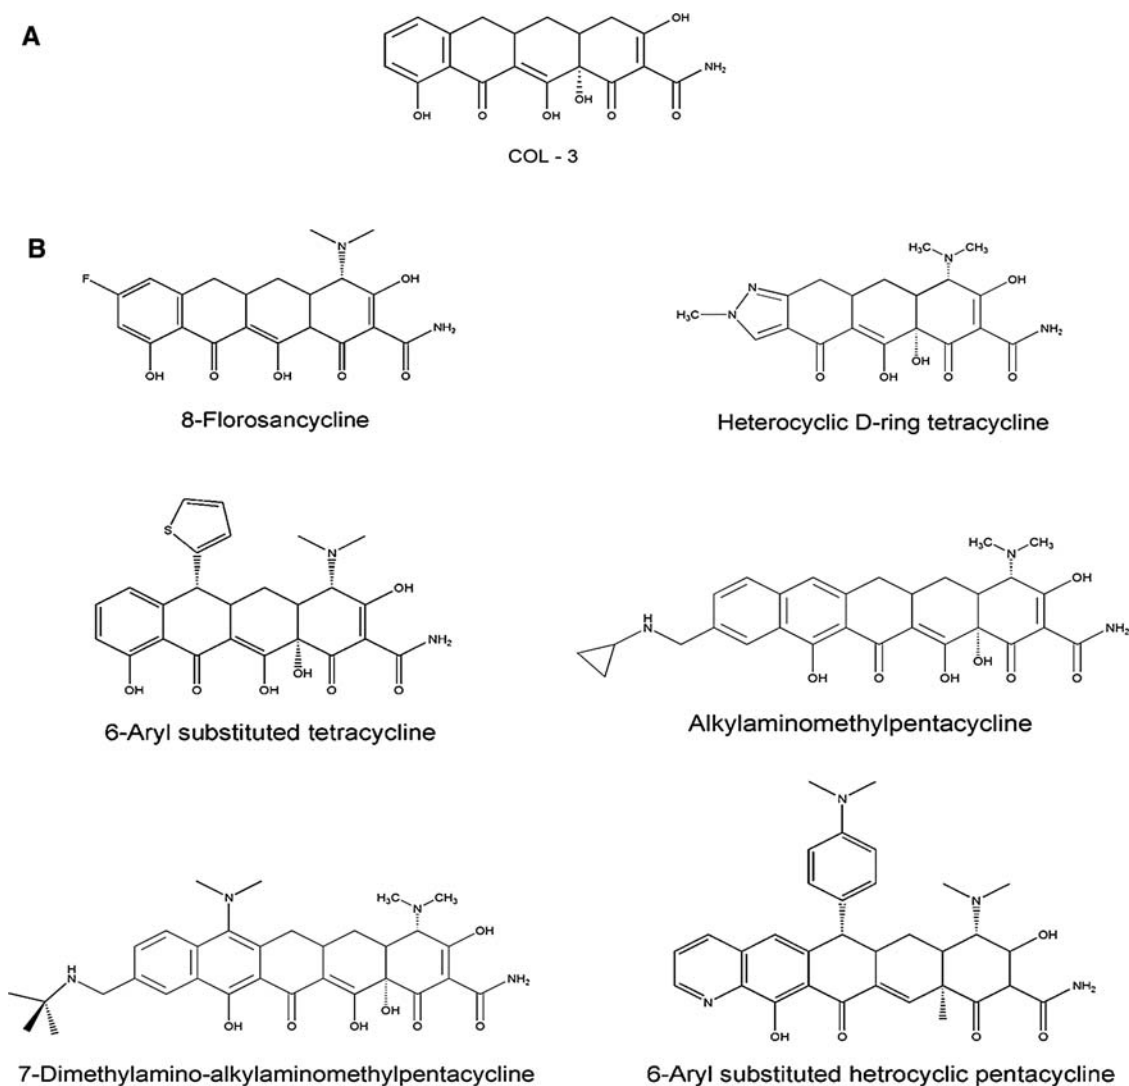 A
OH
NH₂
OH
OH O OH O O
COL - 3
B
N
F
OH
NH₃
OH O OH O O
8-Florosancycline
H₃C CH₃
N
OH
N
H₃C N
NH₂
OH
O OH O O
Heterocyclic D-ring tetracycline
S
N
OH
NH₂
OH
OH O OH O O
6-Aryl substituted tetracycline
H₃C CH₃
N
OH
H
N
NH₂
OH
OH O OH O O
Alkylaminomethylpentacycline
N
H₃C CH₃
N
OH
H
N
NH₂
OH
OH O OH O O
7-Dimethylamino-alkylaminomethylpentacycline
N
N
OH
NH₂
N
OH O O O
6-Aryl substituted hetrocyclic pentacycline